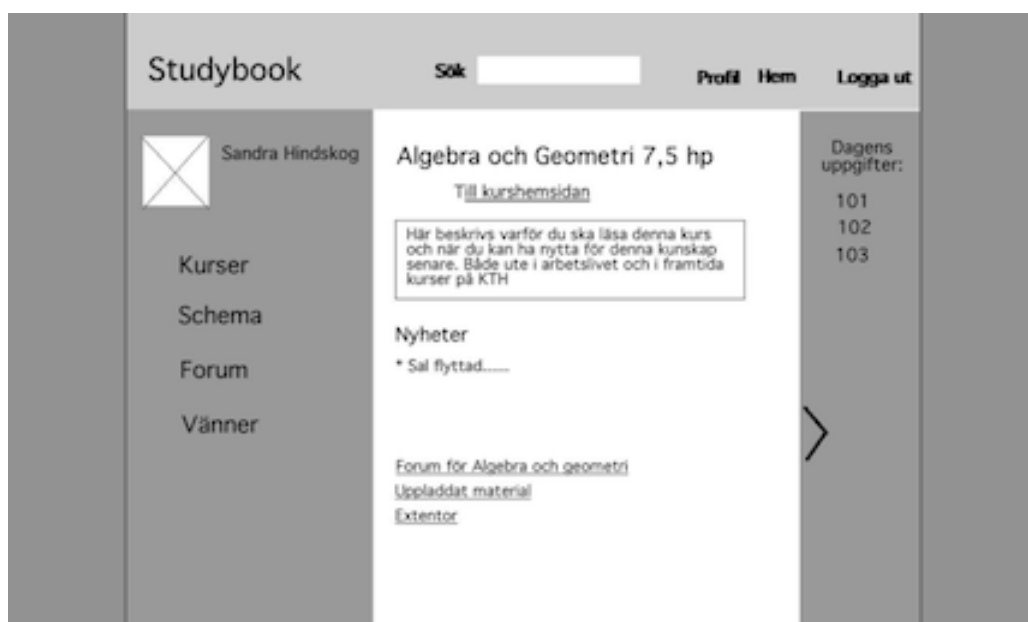 Studybook
Sök
Profil Hem Logga ut
Sandra Hindskog
Kurser
Schema
Forum
Vänner
Algebra och Geometri 7,5 hp
Till kurshemsidan
Här beskrivs varför du ska läsa denna kurs
och när du kan ha nytta för denna kunskap
senare. Både ute i arbetslivet och i framtida
kurser på KTH
Nyheter
* Sal flyttad......
Forum för Algebra och geometri
Uppladdat material
Extentor
Dagens
uppgifter:
101
102
103